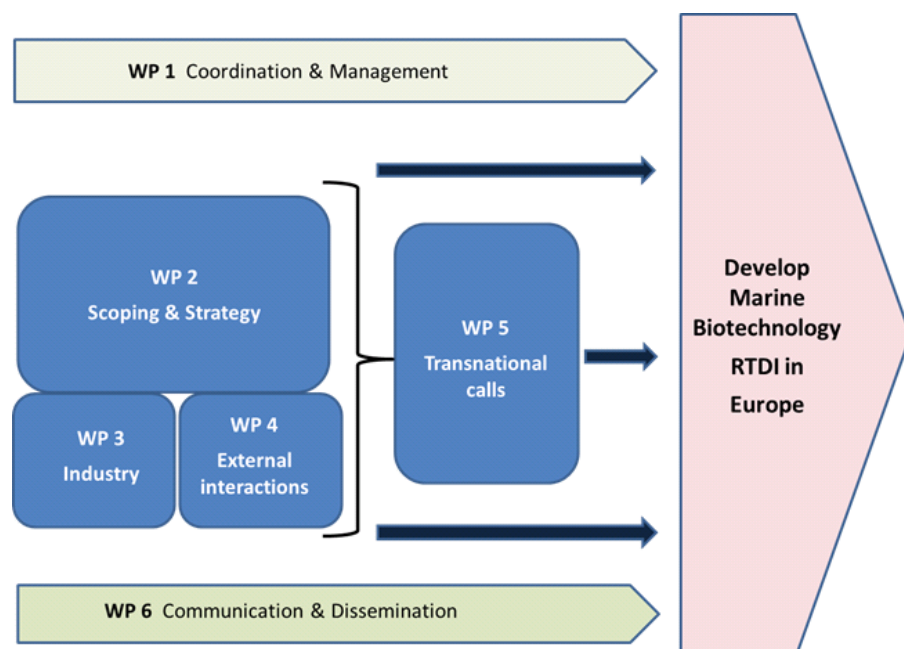 WP 1 Coordination & Management
WP 2
Scoping & Strategy
WP 3
Industry
WP 4
External
interactions
WP 5
Transnational
calls
Develop
Marine
Biotechnology
RTDI in
Europe
WP 6 Communication & Dissemination